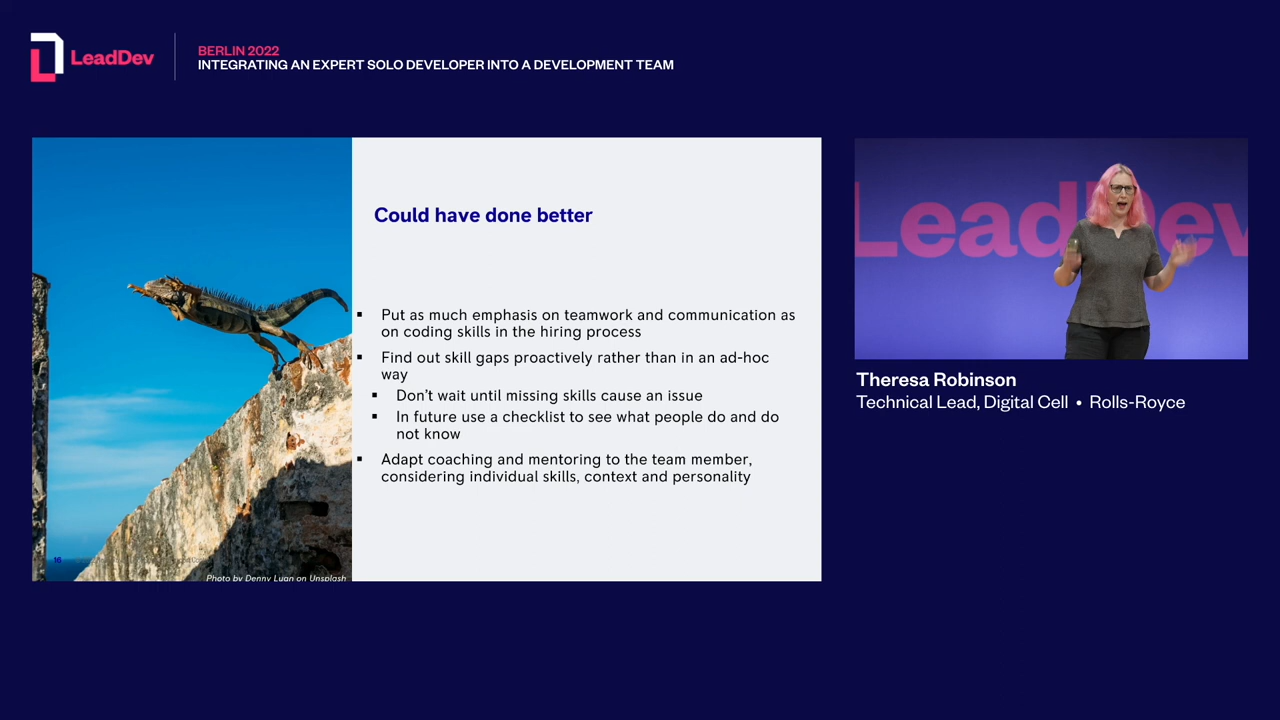 LeadDev
BERLIN 2022
INTEGRATING AN EXPERT SOLO DEVELOPER INTO A DEVELOPMENT TEAM
Could have done better
▪ Put as much emphasis on teamwork and communication as
on coding skills in the hiring process
▪ Find out skill gaps proactively rather than in an ad-hoc
way
▪ Don't wait until missing skills cause an issue
▪ In future use a checklist to see what people do and do
not know
▪ Adapt coaching and mentoring to the team member,
considering individual skills, context and personality
16
Photo by Denny Luan on Unsplash
LeadDev
Theresa Robinson
Technical Lead, Digital Cell • Rolls-Royce